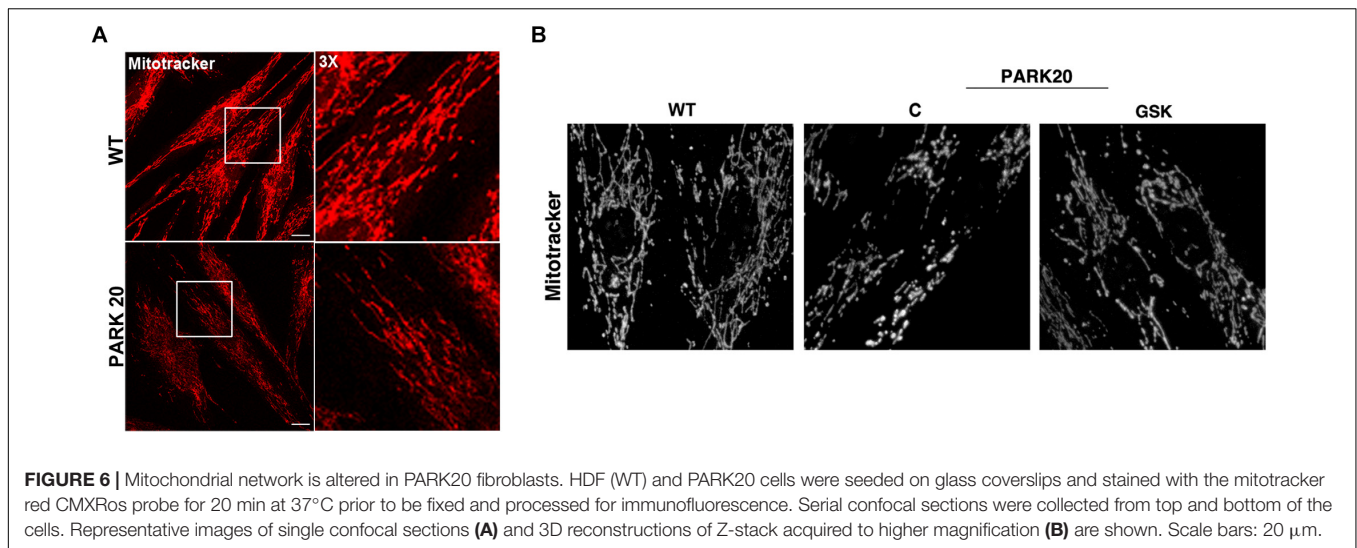 A
Mitotracker
3X
WT
PARK 20
B
PARK20
WT
C
GSK
Mitotracker
FIGURE 6 | Mitochondrial network is altered in PARK20 fibroblasts. HDF (WT) and PARK20 cells were seeded on glass coverslips and stained with the mitotracker
red CMXRos probe for 20 min at 37°C prior to be fixed and processed for immunofluorescence. Serial confocal sections were collected from top and bottom of the
cells. Representative images of single confocal sections (A) and 3D reconstructions of Z-stack acquired to higher magnification (B) are shown. Scale bars: 20 μm.